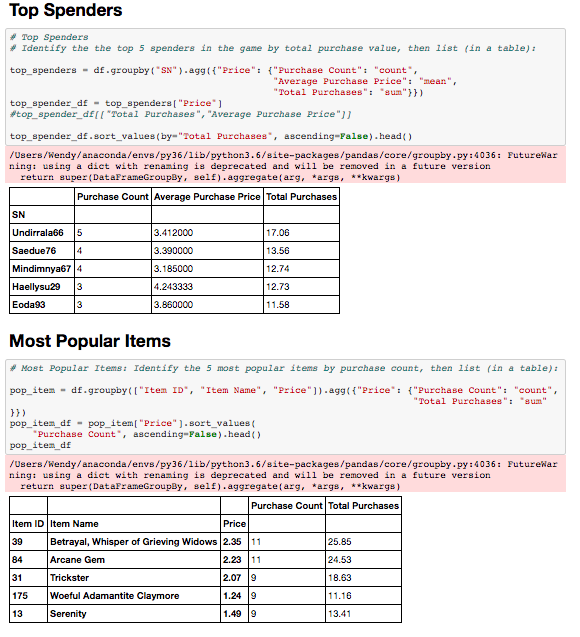 Top Spenders
# Top Spenders
# Identify the the top 5 spenders in the game by total purchase value, then list (in a table):
top_spenders = df.groupby("SN").agg({"Price": {"Purchase Count": "count",
"Average Purchase Price": "mean",
"Total Purchases": "sum"}})
top_spender_df = top_spenders["Price"]
#top_spender_df[["Total Purchases","Average Purchase Price"]]
top_spender_df.sort_values(by="Total Purchases", ascending=False).head()
/Users/Wendy/anaconda/envs/py36/lib/python3.6/site-packages/pandas/core/groupby.py:4036: FutureWar
ning: using a dict with renaming is deprecated and will be removed in a future version
return super(DataFrameGroupBy, self).aggregate(arg, *args, **kwargs)
Purchase Count Average Purchase Price Total Purchases
SN
Undirrala66 5 3.412000 17.06
Saedue76 4 3.390000 13.56
Mindimnya67 4 3.185000 12.74
Haellysu29 3 4.243333 12.73
Eoda93 3 3.860000 11.58
Most Popular Items
# Most Popular Items: Identify the 5 most popular items by purchase count, then list (in a table):
pop_item = df.groupby(["Item ID", "Item Name", "Price"]).agg({"Price": {"Purchase Count": "count",
"Total Purchases": "sum"
}})
pop_item_df = pop_item["Price"].sort_values(
"Purchase Count", ascending=False).head()
pop_item_df
/Users/Wendy/anaconda/envs/py36/lib/python3.6/site-packages/pandas/core/groupby.py:4036: FutureWar
ning: using a dict with renaming is deprecated and will be removed in a future version
return super(DataFrameGroupBy, self).aggregate(arg, *args, **kwargs)
Purchase Count Total Purchases
Item ID Item Name Price
39 Betrayal, Whisper of Grieving Widows 2.35 11 25.85
84 Arcane Gem 2.23 11 24.53
31 Trickster 2.07 9 18.63
175 Woeful Adamantite Claymore 1.24 9 11.16
13 Serenity 1.49 9 13.41